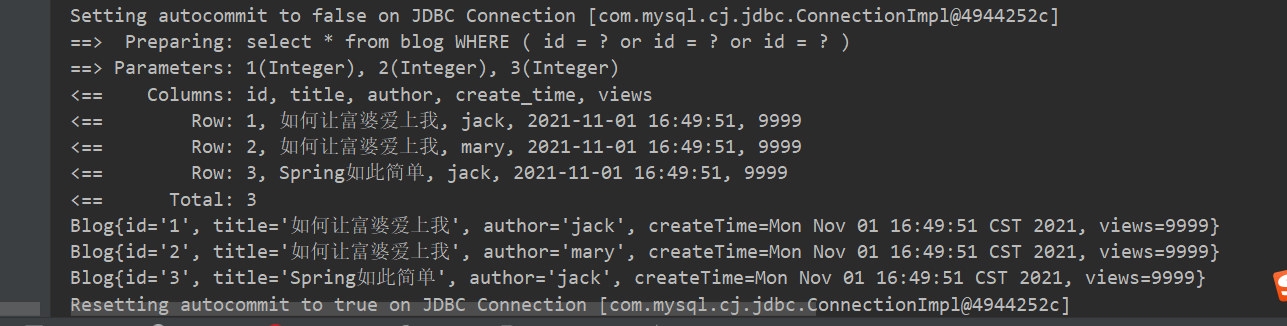 Setting autocommit to false on JDBC Connection [com.mysql.cj.jdbc.ConnectionImpl@4944252c]
==>  Preparing: select * from blog WHERE ( id = ? or id = ? or id = ? )
==> Parameters: 1(Integer), 2(Integer), 3(Integer)
<==    Columns: id, title, author, create_time, views
<==        Row: 1, 如何让富婆爱上我, jack, 2021-11-01 16:49:51, 9999
<==        Row: 2, 如何让富婆爱上我, mary, 2021-11-01 16:49:51, 9999
<==        Row: 3, Spring如此简单, jack, 2021-11-01 16:49:51, 9999
<==      Total: 3
Blog{id='1', title='如何让富婆爱上我', author='jack', createTime=Mon Nov 01 16:49:51 CST 2021, views=9999}
Blog{id='2', title='如何让富婆爱上我', author='mary', createTime=Mon Nov 01 16:49:51 CST 2021, views=9999}
Blog{id='3', title='Spring如此简单', author='jack', createTime=Mon Nov 01 16:49:51 CST 2021, views=9999}
Resetting autocommit to true on JDBC Connection [com.mysql.cj.jdbc.ConnectionImpl@4944252c]